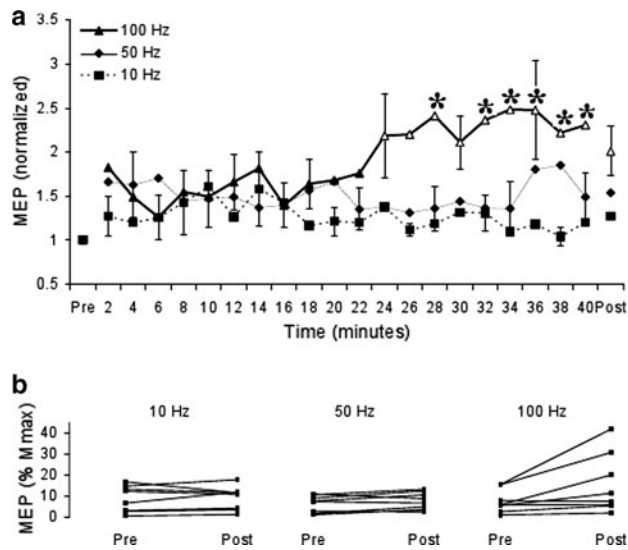 a
3.5
100 Hz
50 Hz
3
10 Hz
2.5
2
1.5
1
0.5
MEP (normalized)
* * * * * *
Pre 2 4 6 8 10 12 14 16 18 20 22 24 26 28 30 32 34 36 38 40 Post
Time (minutes)
b
10 Hz 50 Hz 100 Hz
MEP (% Mmax)
40
30
20
10
0
Pre Post Pre Post Pre Post